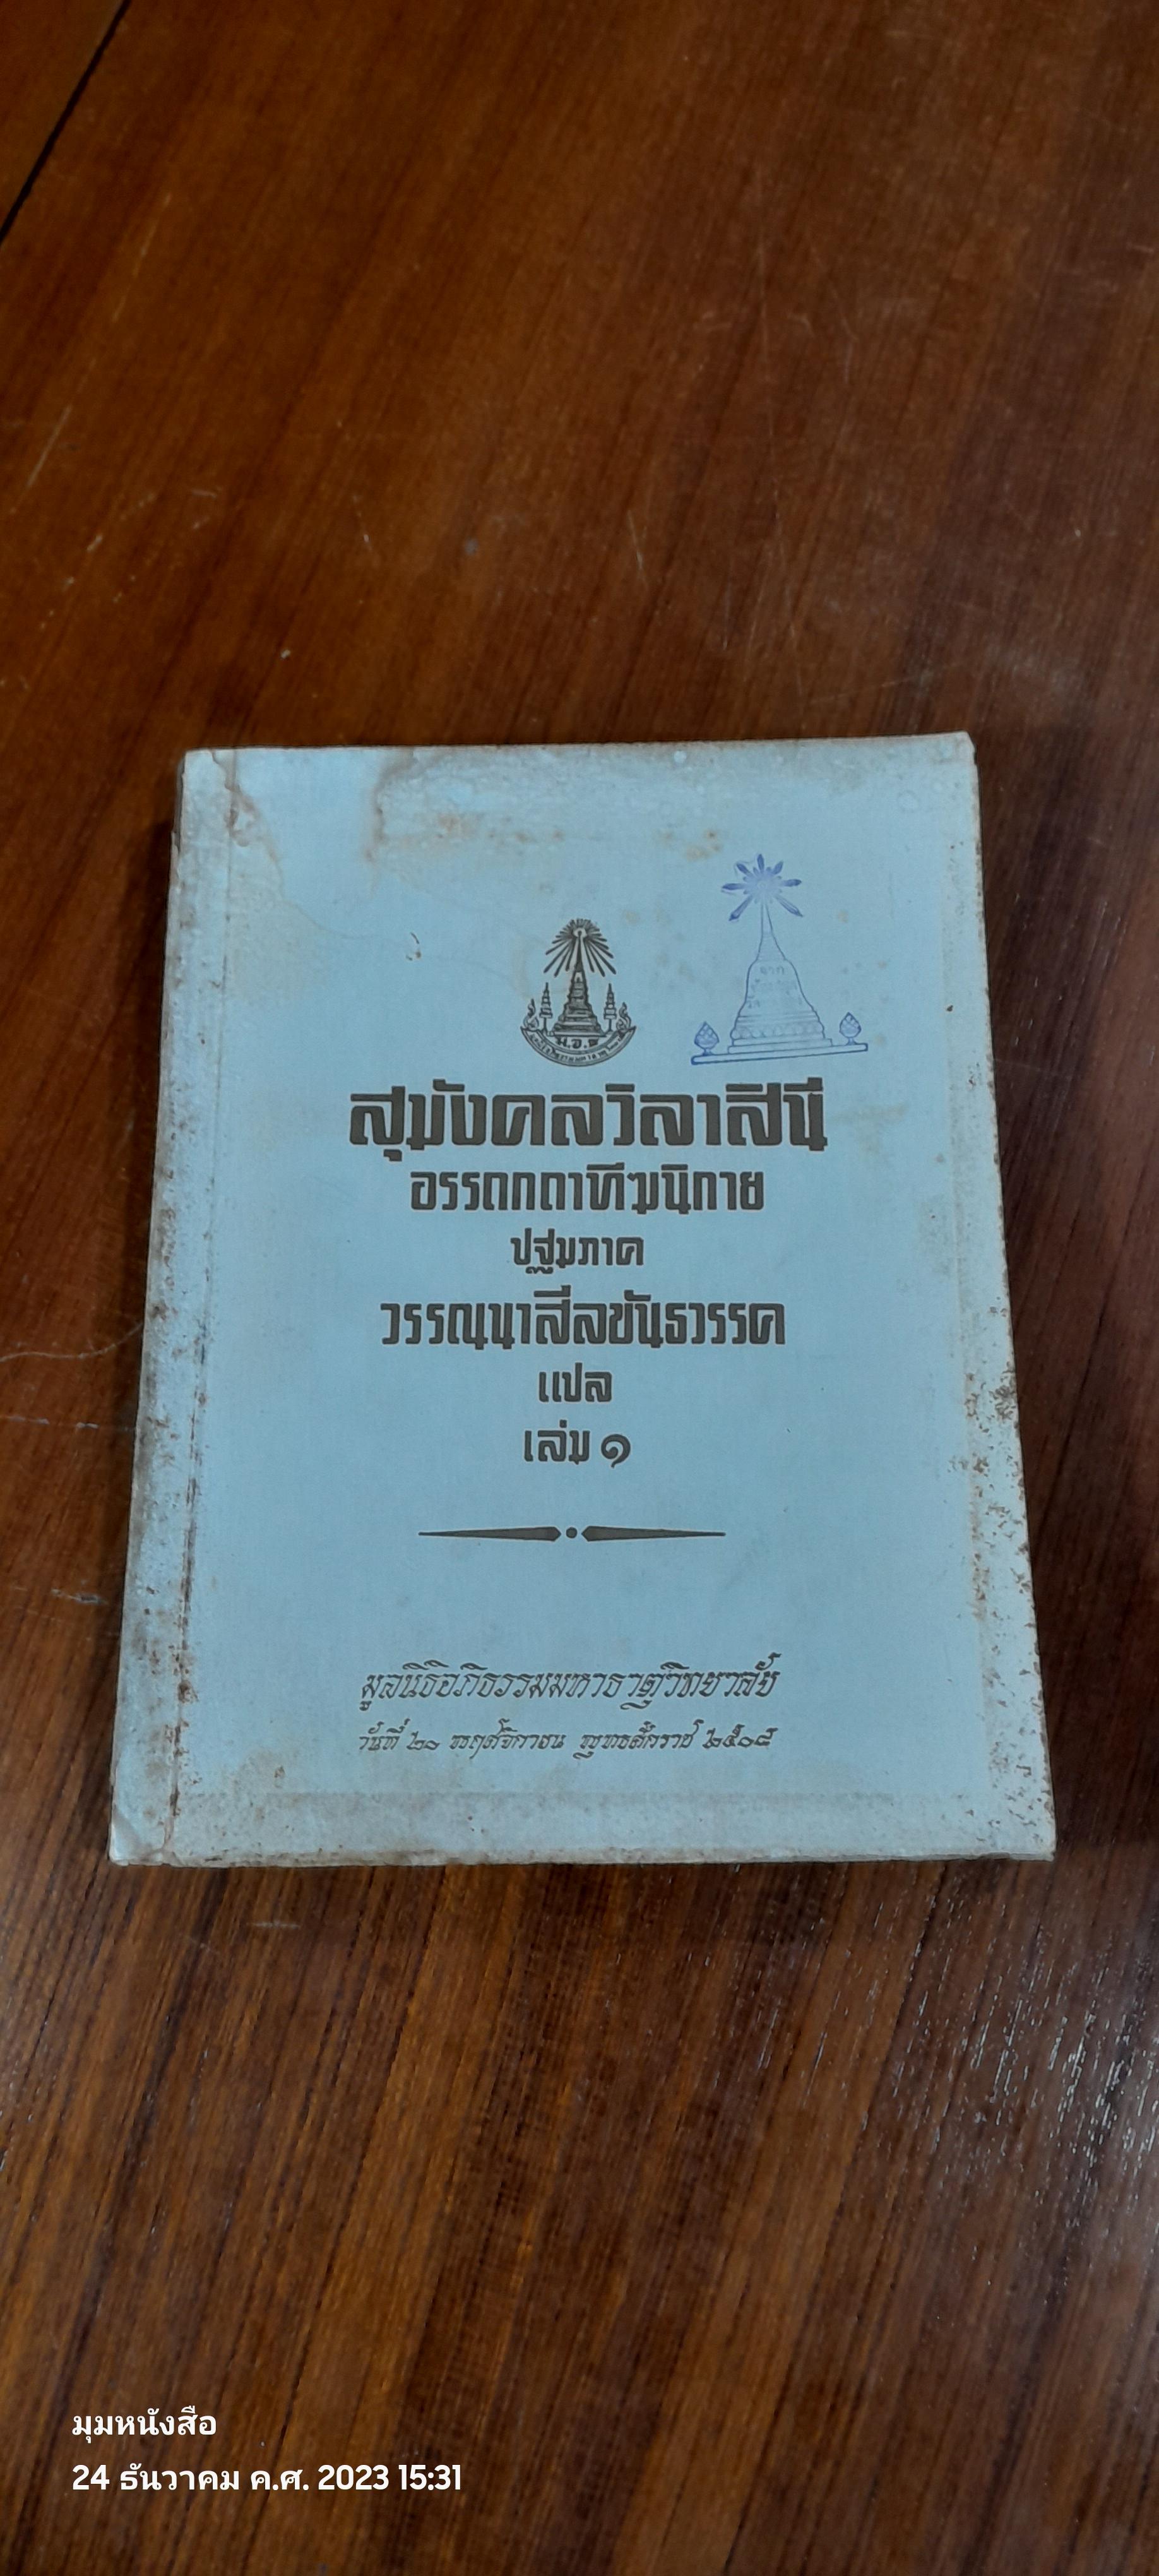 ม.อ.ธ
สุมังคลวิลาสินี
อรรถกถาทีฆนิกาย
ปฐมภาค
วรรณนาสีลขันธวรรค
แปล
เล่ม ๑
มูลนิธิอภิธรรมมหาธาตุวิทยาลัย
วันที่ ๒๐ พฤศจิกายน พุทธศักราช ๒๕๐๘
มุมหนังสือ
24 ธันวาคม ค.ศ. 2023 15:31